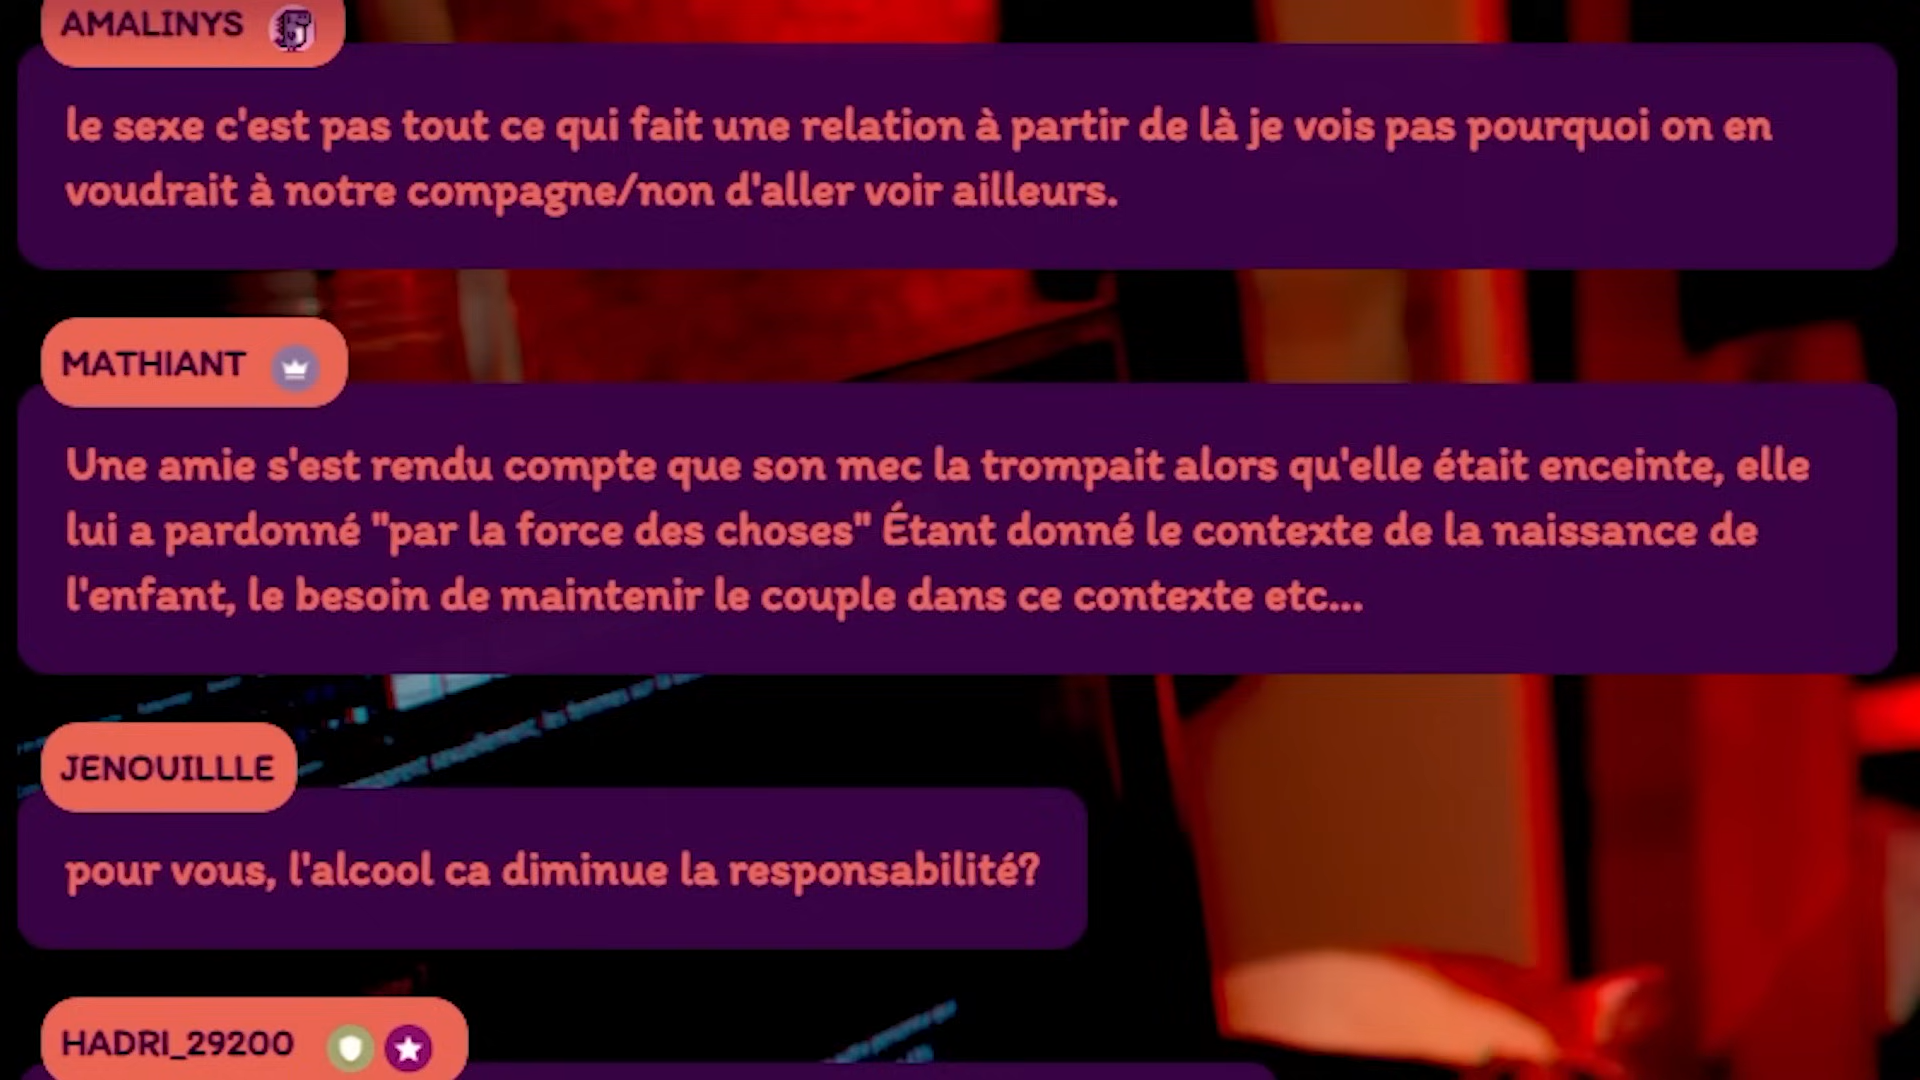 AMALINYS
le sexe c'est pas tout ce qui fait une relation à partir de là je vois pas pourquoi on en
voudrait à notre compagne/non d'aller voir ailleurs.
MATHIANT
Une amie s'est rendu compte que son mec la trompait alors qu'elle était enceinte, elle
lui a pardonné "par la force des choses" Étant donné le contexte de la naissance de
l'enfant, le besoin de maintenir le couple dans ce contexte etc...
JENOUILLLE
pour vous, l'alcool ca diminue la responsabilité?
HADRI_29200